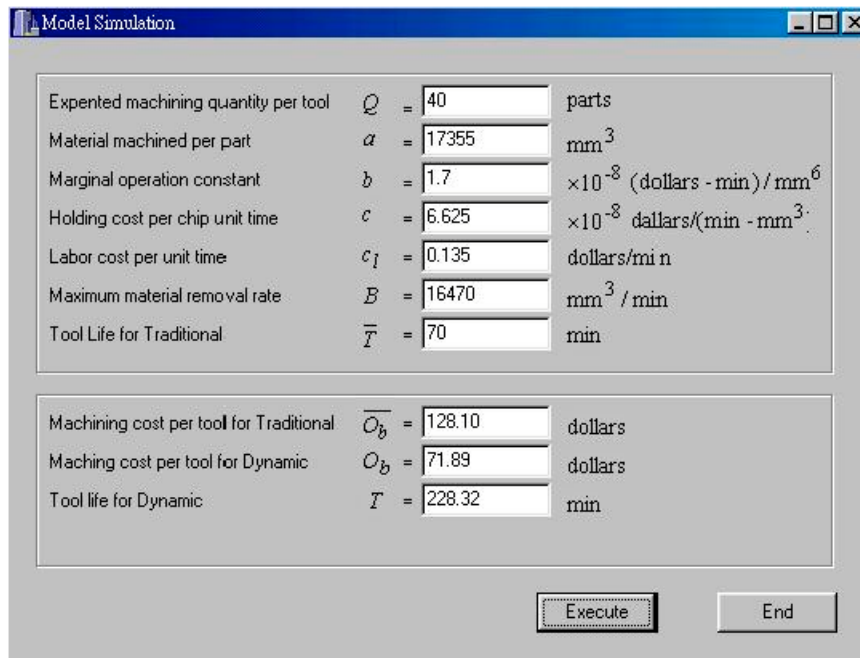 Model Simulation
Expented machining quantity per tool Q = 40 parts
Material machined per part a = 17355 mm³
Marginal operation constant b = 1.7 ×10⁻⁸ (dollars - min) / mm⁶
Holding cost per chip unit time c = 6.625 ×10⁻⁸ dallars/(min - mm³)
Labor cost per unit time c_l = 0.135 dollars/min
Maximum material removal rate B = 16470 mm³ / min
Tool Life for Traditional T̅ = 70 min
Machining cost per tool for Traditional O̅_b̅ = 128.10 dollars
Maching cost per tool for Dynamic O_b = 71.89 dollars
Tool life for Dynamic T = 228.32 min
Execute End